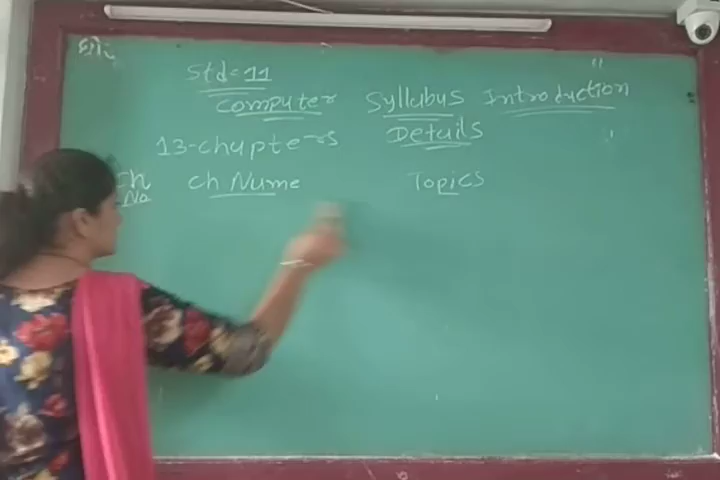 Std=11
Computer Syllabus Introduction
13-chapters Details
Ch No Ch Name Topics